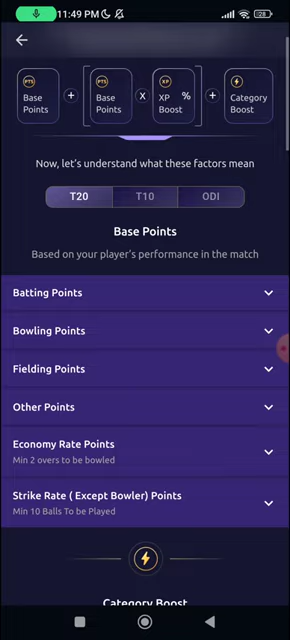 11:49 PM
28
PTS
Base
Points
+
PTS
Base
Points
x
XP
XP %
Boost
+
Category
Boost
Now, let's understand what these factors mean
T20 T10 ODI
Base Points
Based on your player's performance in the match
Batting Points
Bowling Points
Fielding Points
Other Points
Economy Rate Points
Min 2 overs to be bowled
Strike Rate ( Except Bowler) Points
Min 10 Balls To be Played
Category Boost